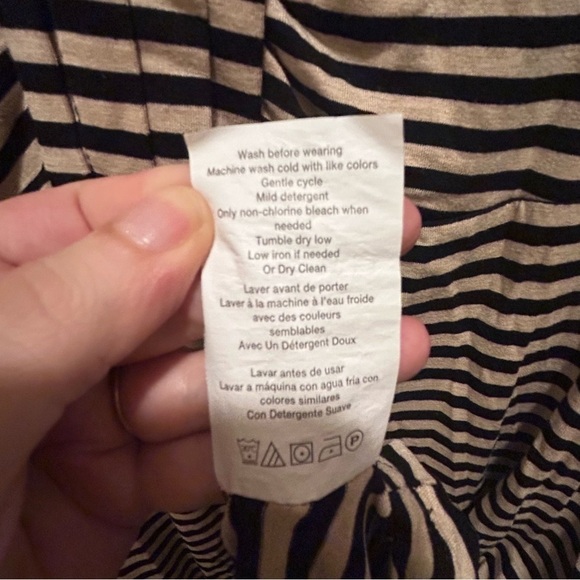 Wash before wearing
Machine wash cold with like colors
Gentle cycle
Mild detergent
Only non-chlorine bleach when
needed
Tumble dry low
Low iron if needed
Or Dry Clean
Laver avant de porter
Laver à la machine à l'eau froide
avec des couleurs
semblables
Avec Un Détergent Doux
Lavar antes de usar
Lavar a máquina con agua fria con
colores similares
Con Detergente Suave
P